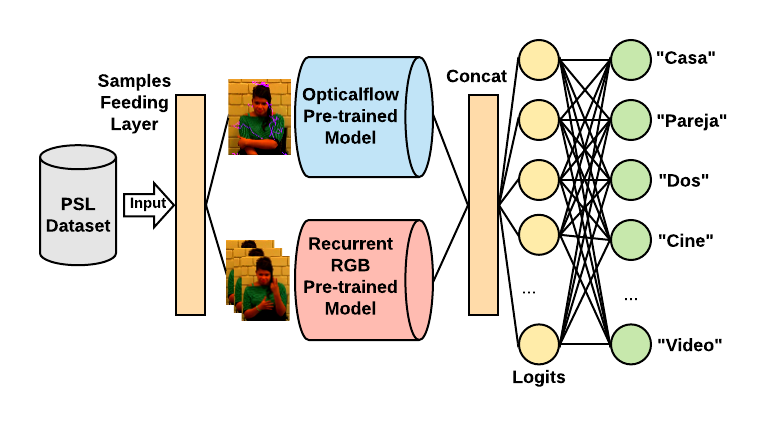 Samples
Feeding
Layer
PSL
Dataset
Input
Opticalflow
Pre-trained
Model
Recurrent
RGB
Pre-trained
Model
Concat
...
Logits
"Casa"
"Pareja"
"Dos"
"Cine"
...
"Video"